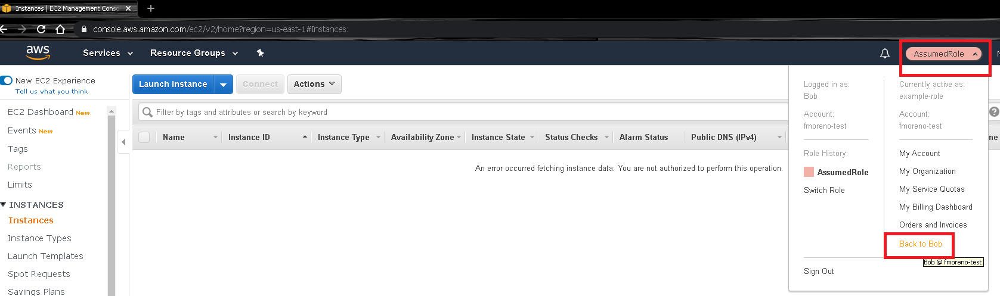 Instances | EC2 Management Conso
console.aws.amazon.com/ec2/v2/home?region=us-east-1#Instances:
aws
Services
Resource Groups
AssumedRole
New EC2 Experience
Tell us what you think
EC2 Dashboard New
Events New
Tags
Reports
Limits
INSTANCES
Instances
Instance Types
Launch Templates
Spot Requests
Savings Plans
Launch Instance
Connect
Actions
Filter by tags and attributes or search by keyword
Name
Instance ID
Instance Type
Availability Zone
Instance State
Status Checks
Alarm Status
Public DNS (IPv4)
me
An error occurred fetching instance data: You are not authorized to perform this operation.
Logged in as:
Bob
Account:
fmoreno-test
Role History:
AssumedRole
Switch Role
Currently active as:
example-role
Account:
fmoreno-test
My Account
My Organization
My Service Quotas
My Billing Dashboard
Orders and Invoices
Back to Bob
Bob @ fmoreno-test
Sign Out